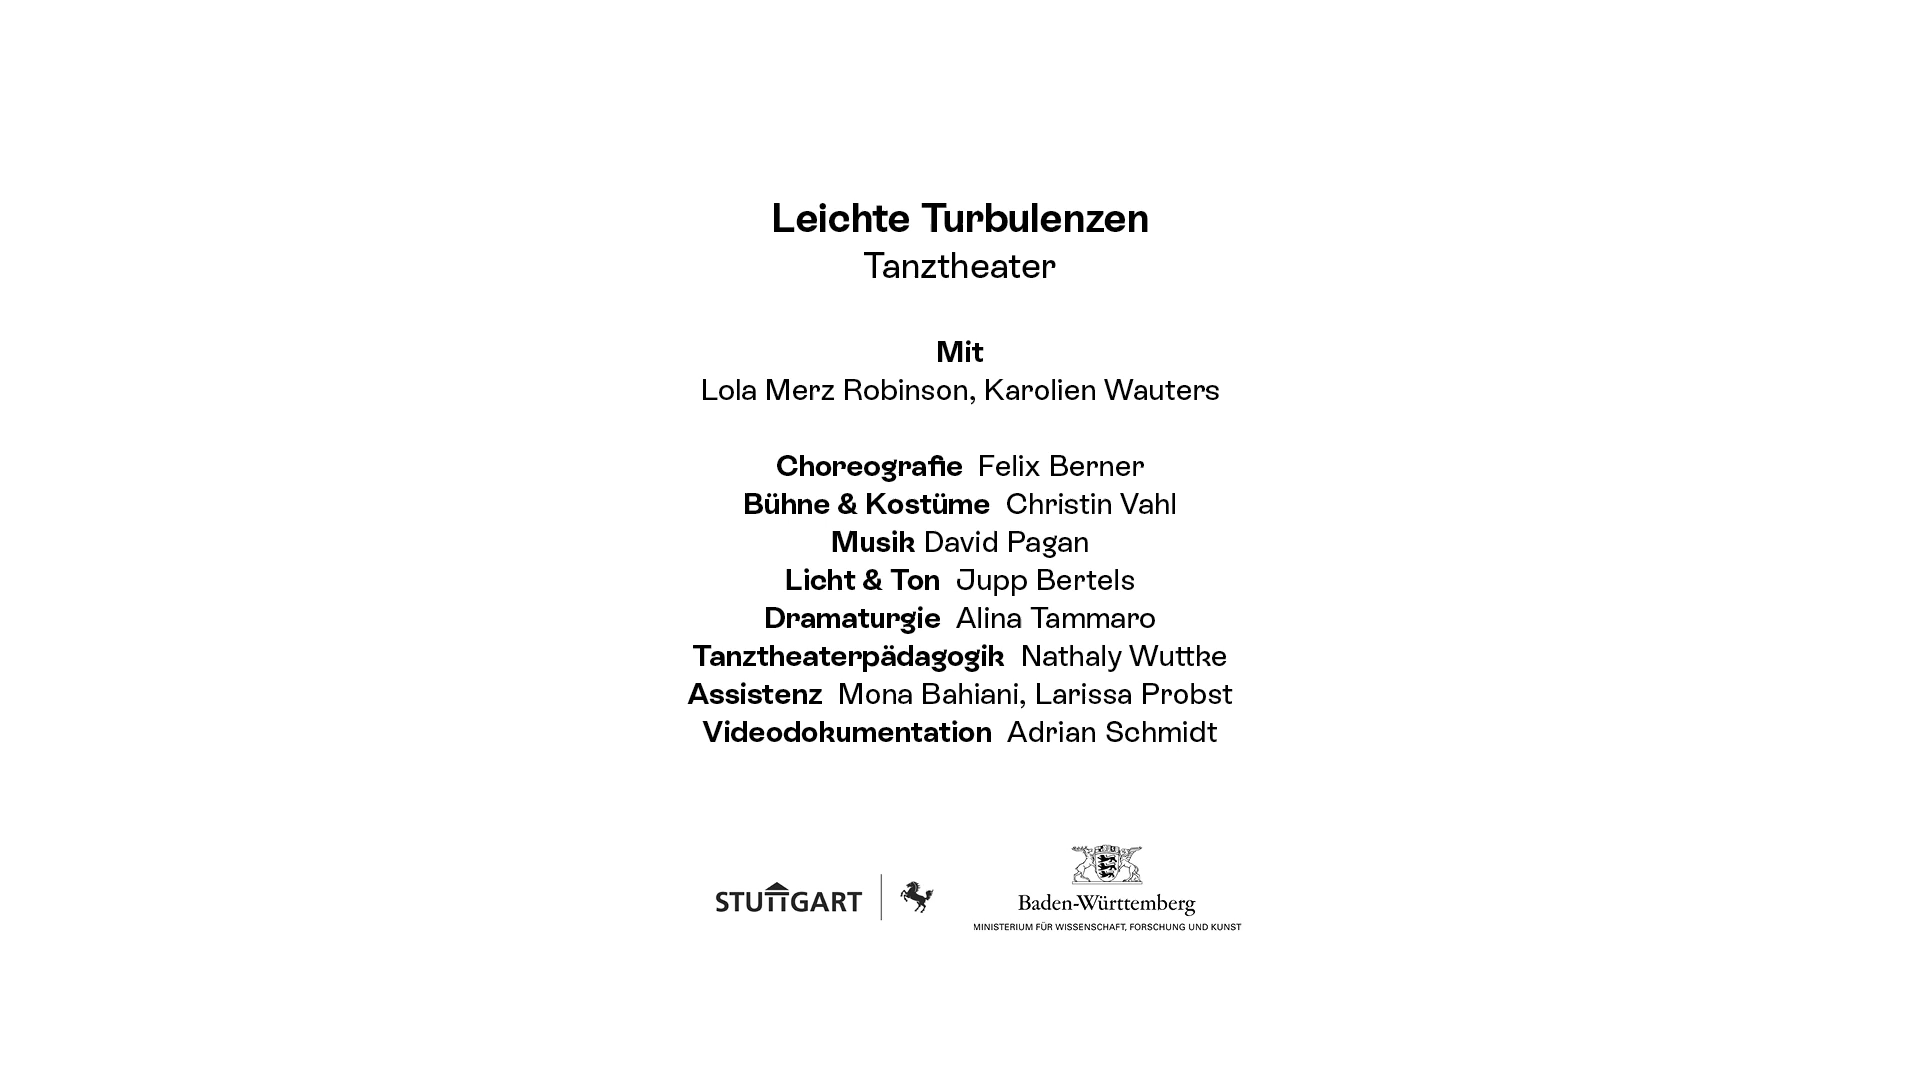 Leichte Turbulenzen
Tanztheater
Mit
Lola Merz Robinson, Karolien Wauters
Choreografie Felix Berner
Bühne & Kostüme Christin Vahl
Musik David Pagan
Licht & Ton Jupp Bertels
Dramaturgie Alina Tammaro
Tanztheaterpädagogik Nathaly Wuttke
Assistenz Mona Bahiani, Larissa Probst
Videodokumentation Adrian Schmidt
STUTTGART
Baden-Württemberg
MINISTERIUM FÜR WISSENSCHAFT, FORSCHUNG UND KUNST